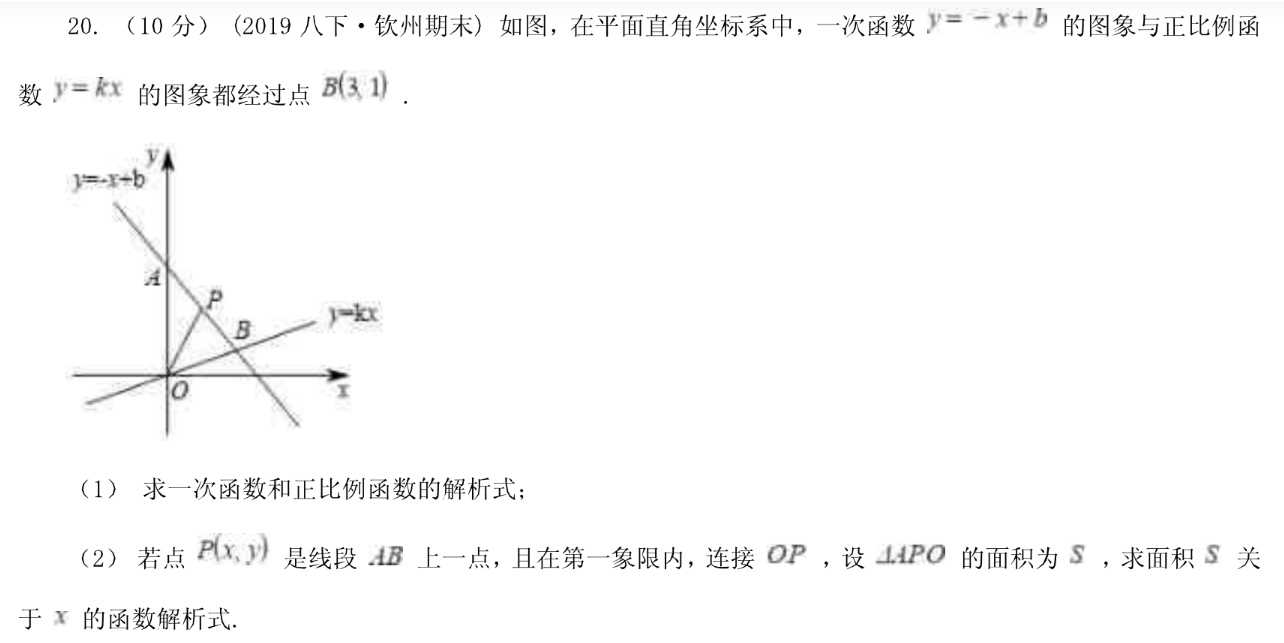 20. （10 分）（2019 八下·钦州期末）如图，在平面直角坐标系中，一次函数 y = －x+b 的图象与正比例函
数 y = kx 的图象都经过点 B(3, 1) ．
y
y=-x+b
A
P
B
y=kx
O
x
（1） 求一次函数和正比例函数的解析式；
（2） 若点 P(x, y) 是线段 AB 上一点，且在第一象限内，连接 OP ，设 ΔAPO 的面积为 S ，求面积 S 关
于 x 的函数解析式.